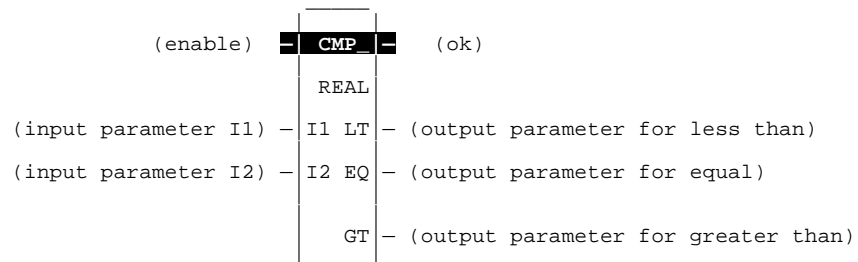 (enable) CMP_ (ok)
REAL
(input parameter I1) I1 LT (output parameter for less than)
(input parameter I2) I2 EQ (output parameter for equal)
GT (output parameter for greater than)